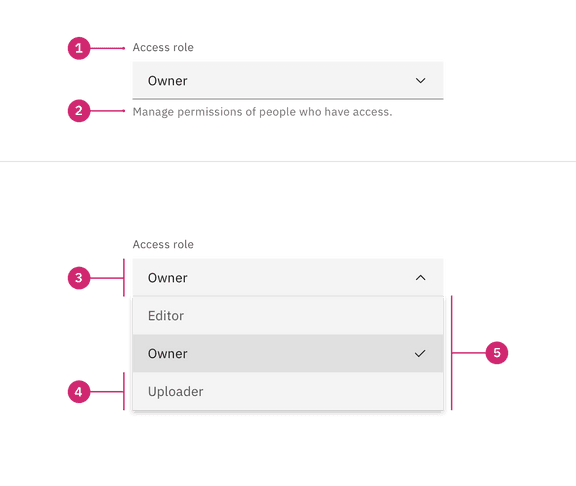 1 Access role
Owner
2 Manage permissions of people who have access.
Access role
3 Owner
Editor
Owner 5
4 Uploader